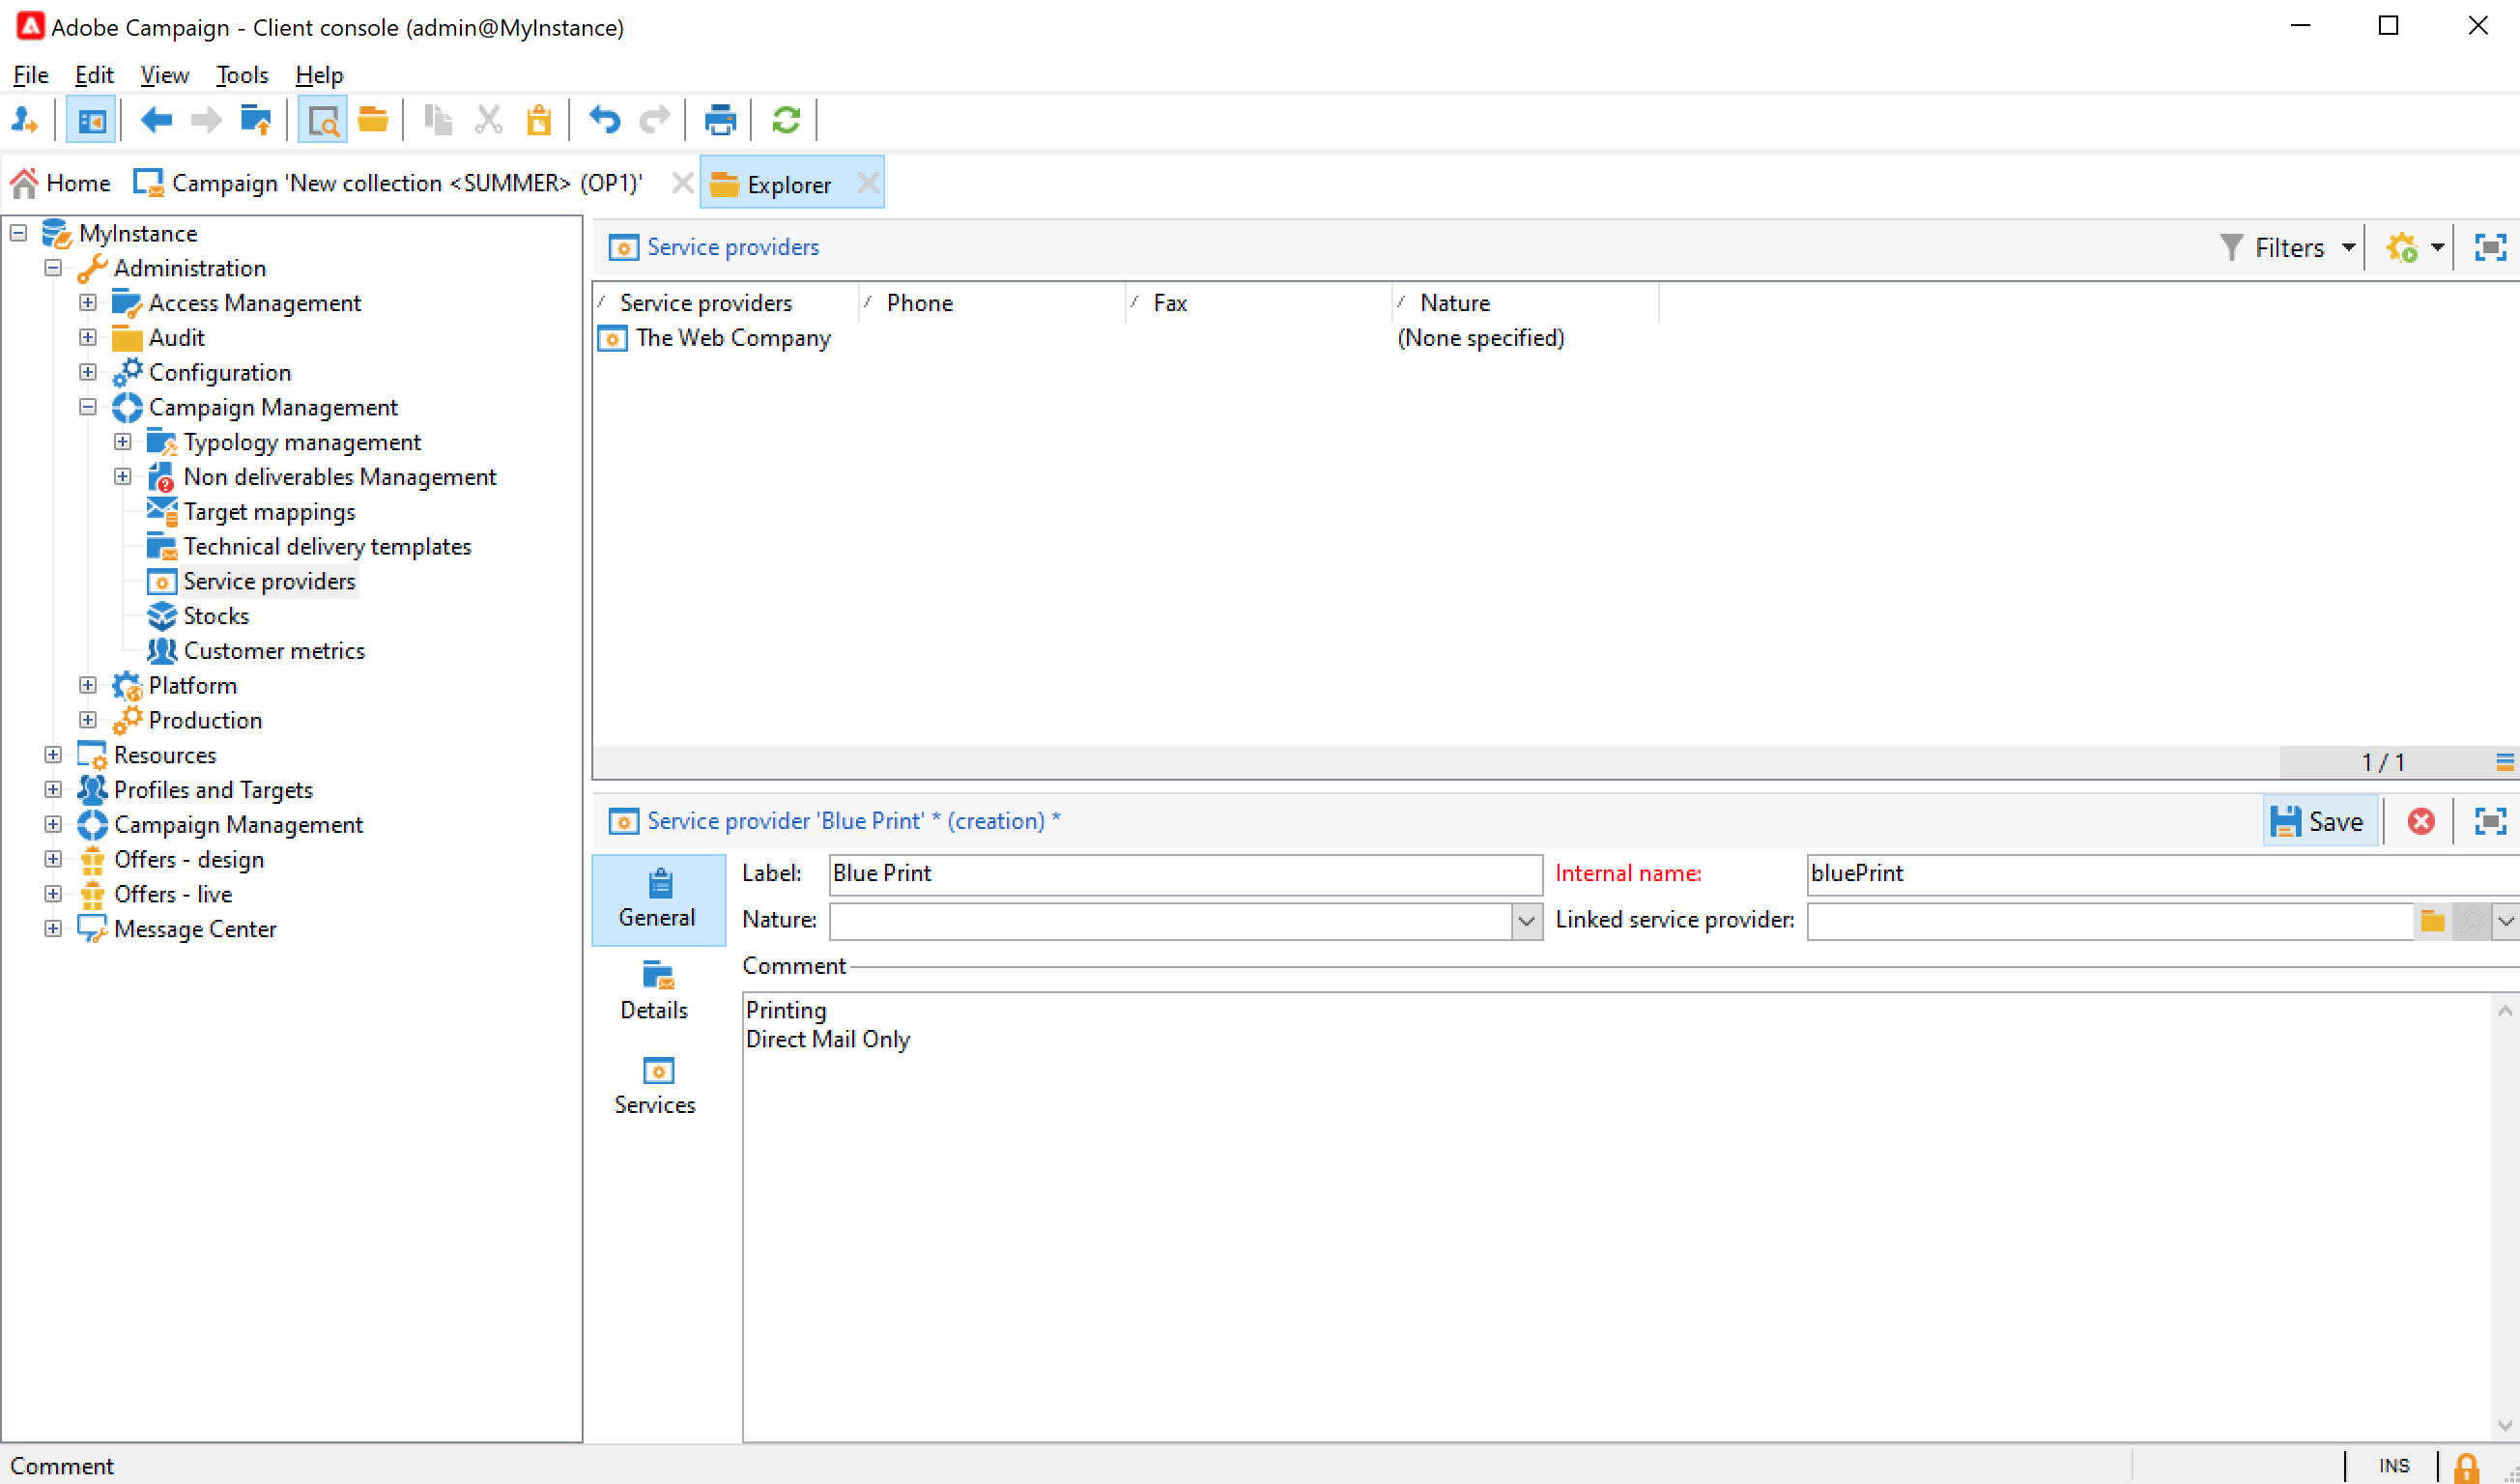 Adobe Campaign - Client console (admin@MyInstance)
File Edit View Tools Help
Home Campaign 'New collection <SUMMER> (OP1)' Explorer
MyInstance
Administration
Access Management
Audit
Configuration
Campaign Management
Typology management
Non deliverables Management
Target mappings
Technical delivery templates
Service providers
Stocks
Customer metrics
Platform
Production
Resources
Profiles and Targets
Campaign Management
Offers - design
Offers - live
Message Center
Service providers Filters
Service providers Phone Fax Nature
The Web Company (None specified)
1 / 1
Service provider 'Blue Print' * (creation) * Save
General
Details
Services
Label: Blue Print Internal name: bluePrint
Nature: Linked service provider:
Comment
Printing
Direct Mail Only
Comment INS